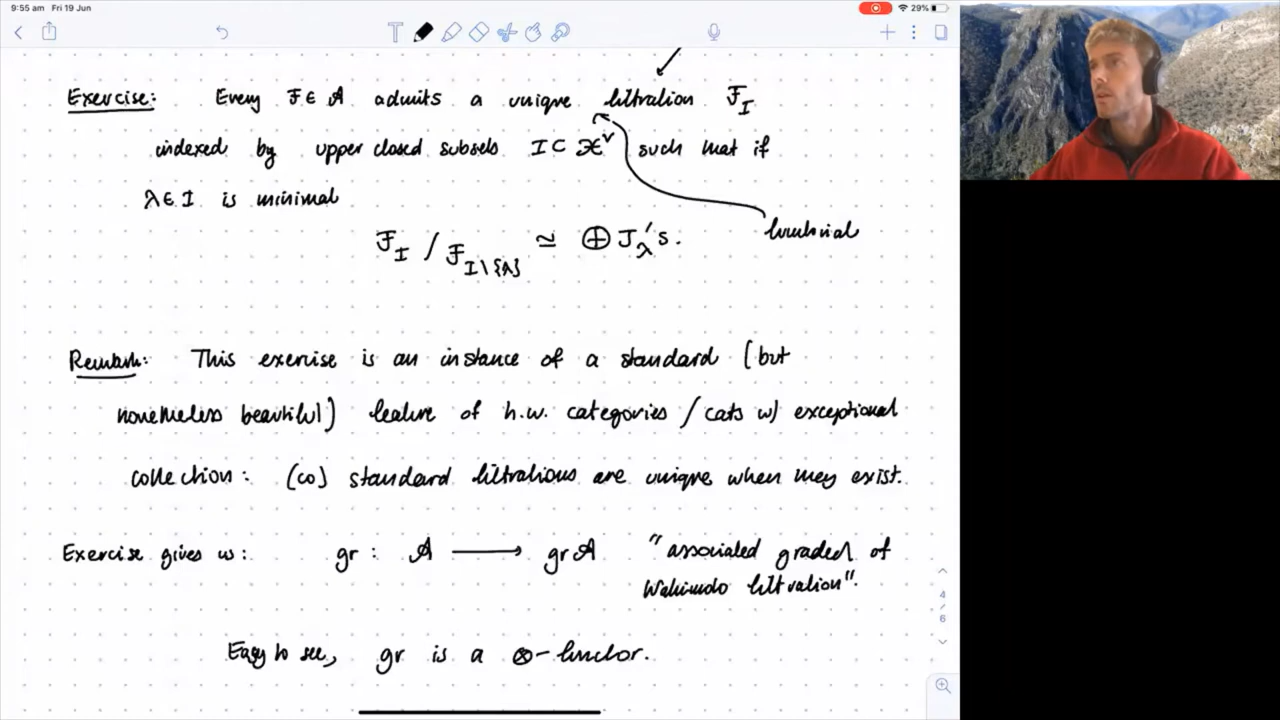 9:55 am Fri 19 Jun
29%
Exercise: Every F ∈ A admits a unique filtration F_I
indexed by upper closed subsets I ⊂ X^∨ such that if
λ ∈ I is minimal
F_I / F_{I\{λ}} ≃ ⊕ J_λ's.
functorial
Remark: This exercise is an instance of a standard (but
nonetheless beautiful) feature of h.w. categories / cats w/ exceptional
collection: (co) standard filtrations are unique when they exist.
Exercise gives us: gr : A ⟶ gr A "associated graded of
Wakimoto filtration".
Easy to see, gr is a ⊗-functor.
4
/
6